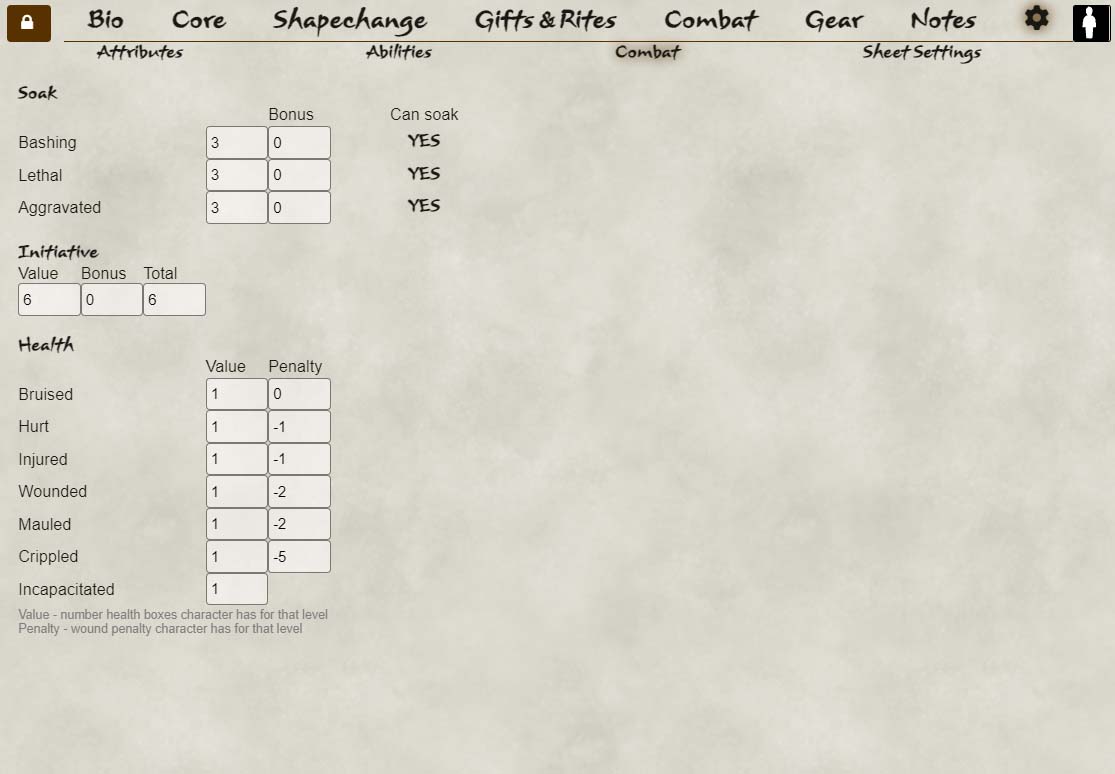 Bio Core Shapechange Gifts & Rites Combat Gear Notes
Attributes Abilities Combat Sheet Settings
Soak
Bonus Can soak
Bashing 3 0 YES
Lethal 3 0 YES
Aggravated 3 0 YES
Initiative
Value Bonus Total
6 0 6
Health
Value Penalty
Bruised 1 0
Hurt 1 -1
Injured 1 -1
Wounded 1 -2
Mauled 1 -2
Crippled 1 -5
Incapacitated 1
Value - number health boxes character has for that level
Penalty - wound penalty character has for that level